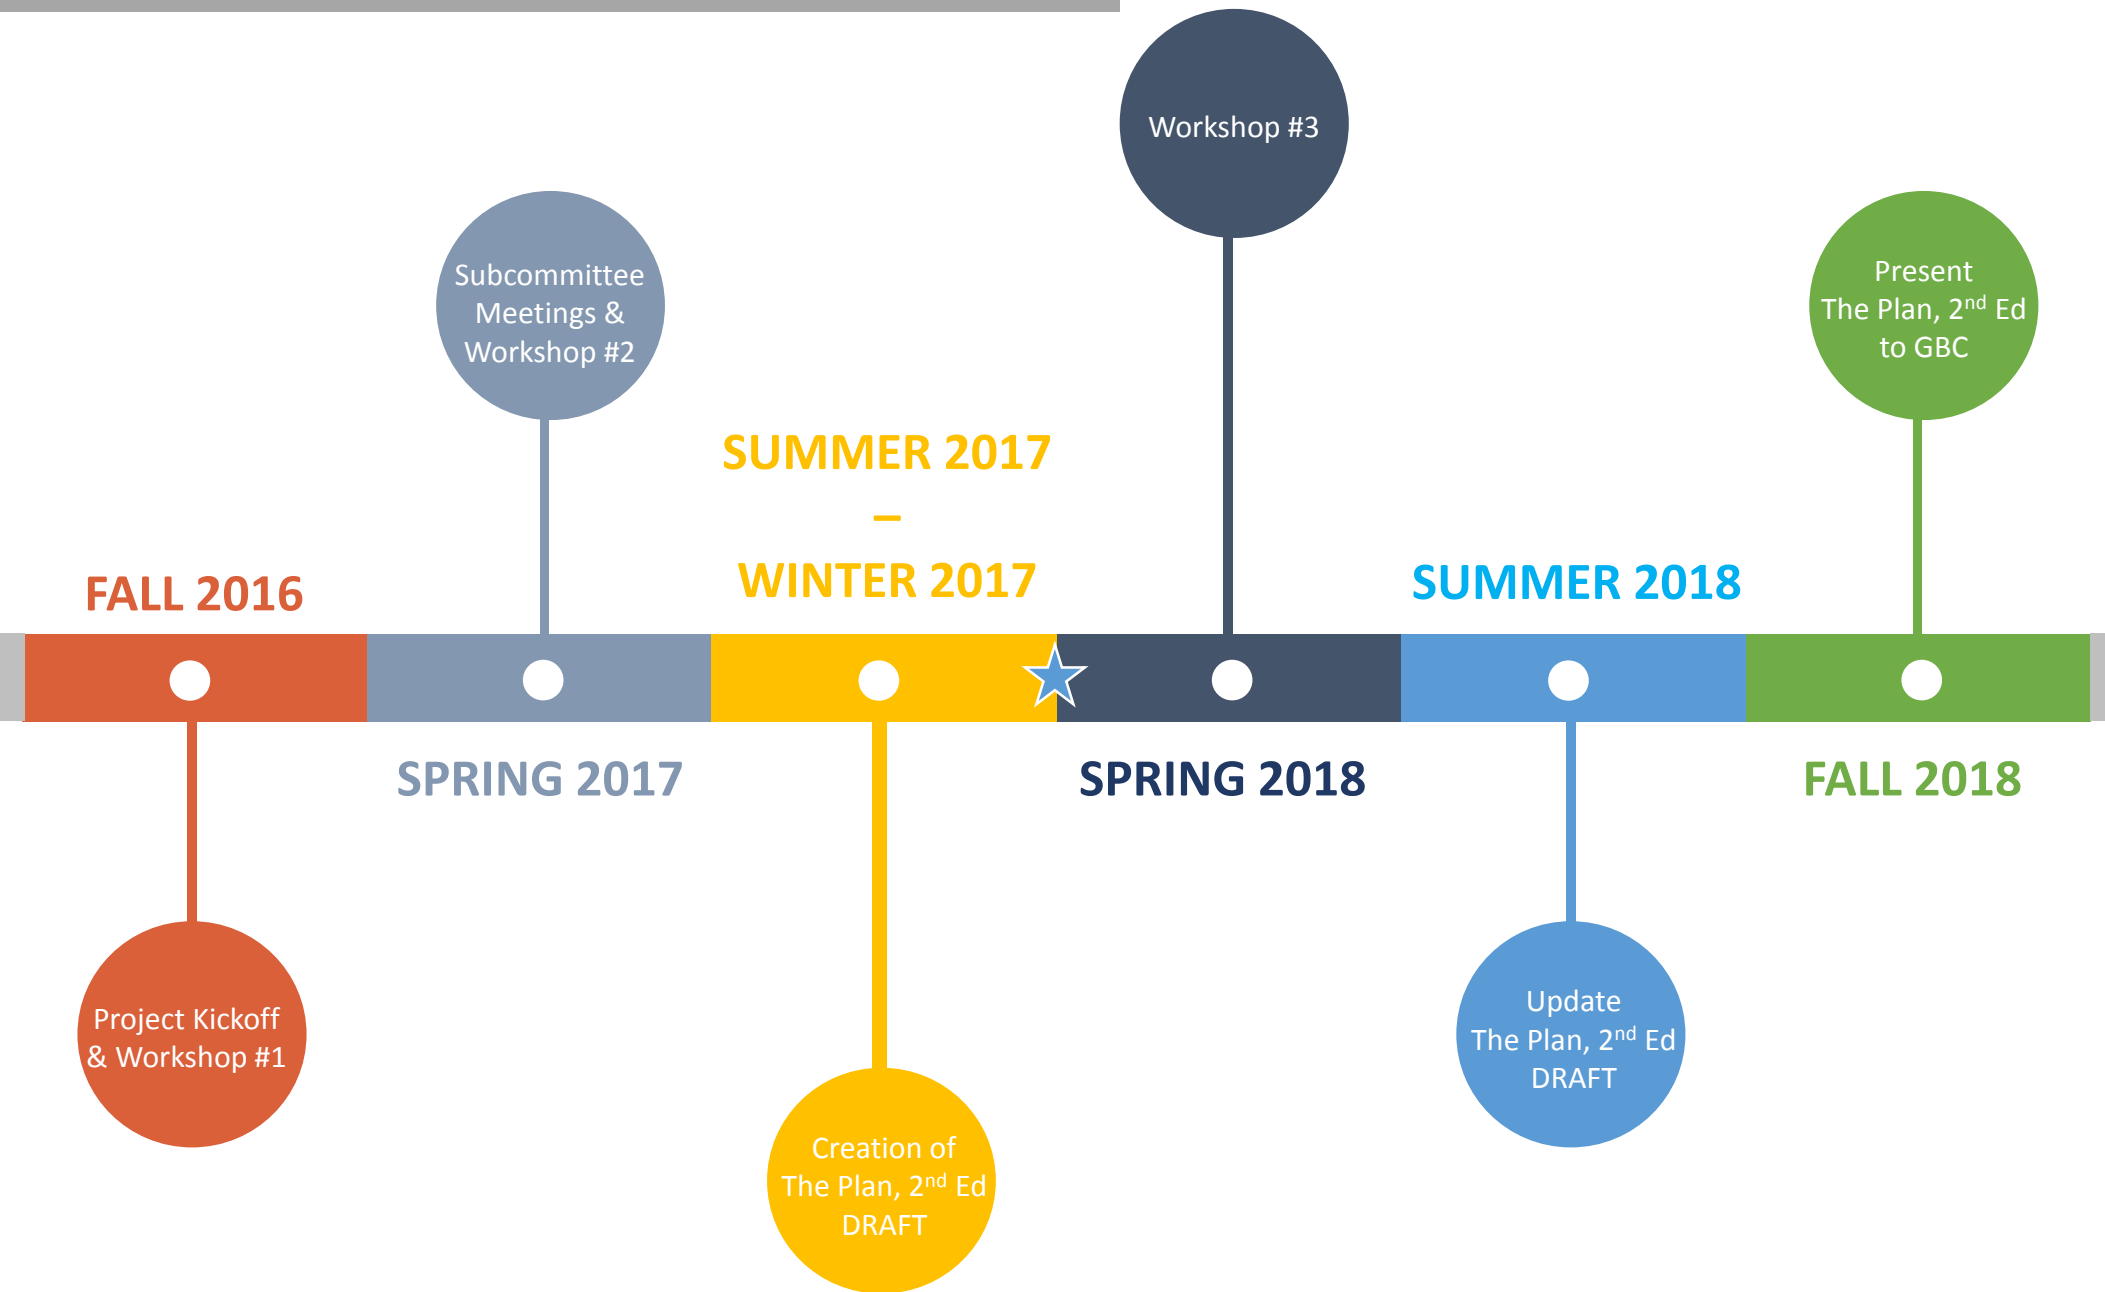 Workshop #3
Subcommittee
Meetings &
Workshop #2
Present
The Plan, 2nd Ed
to GBC
SUMMER 2017
–
WINTER 2017
FALL 2016
SUMMER 2018
SPRING 2017
SPRING 2018
FALL 2018
Project Kickoff
& Workshop #1
Update
The Plan, 2nd Ed
DRAFT
Creation of
The Plan, 2nd Ed
DRAFT